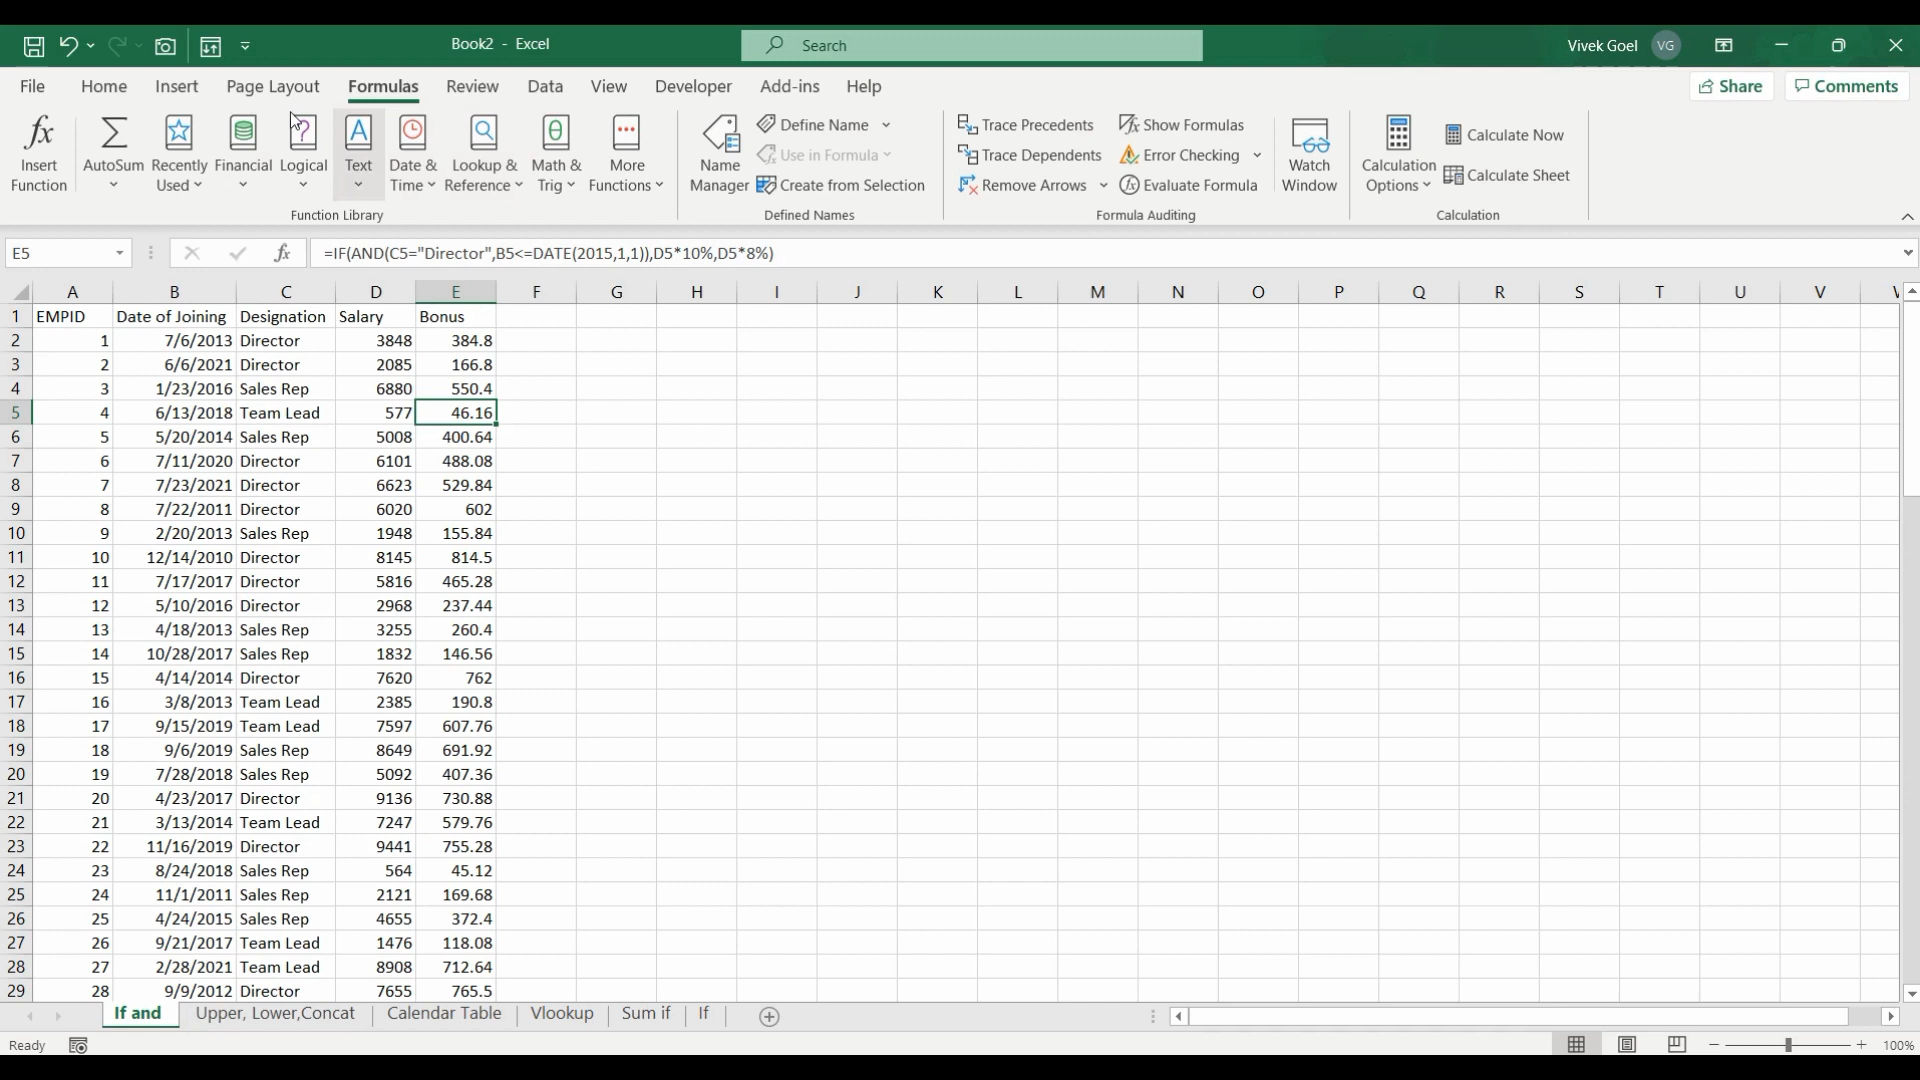 Book2 - Excel
Search
Vivek Goel VG
File Home Insert Page Layout Formulas Review Data View Developer Add-ins Help
Share Comments
Insert Function
AutoSum
Recently Used
Financial
Logical
Text
Date & Time
Lookup & Reference
Math & Trig
More Functions
Function Library
Name Manager
Define Name
Use in Formula
Create from Selection
Defined Names
Trace Precedents
Trace Dependents
Remove Arrows
Show Formulas
Error Checking
Evaluate Formula
Formula Auditing
Watch Window
Calculation Options
Calculate Now
Calculate Sheet
Calculation
E5 fx =IF(AND(C5="Director",B5<=DATE(2015,1,1)),D5*10%,D5*8%)
A B C D E F G H I J K L M N O P Q R S T U V
1 EMPID Date of Joining Designation Salary Bonus
2 1 7/6/2013 Director 3848 384.8
3 2 6/6/2021 Director 2085 166.8
4 3 1/23/2016 Sales Rep 6880 550.4
5 4 6/13/2018 Team Lead 577 46.16
6 5 5/20/2014 Sales Rep 5008 400.64
7 6 7/11/2020 Director 6101 488.08
8 7 7/23/2021 Director 6623 529.84
9 8 7/22/2011 Director 6020 602
10 9 2/20/2013 Sales Rep 1948 155.84
11 10 12/14/2010 Director 8145 814.5
12 11 7/17/2017 Director 5816 465.28
13 12 5/10/2016 Director 2968 237.44
14 13 4/18/2013 Sales Rep 3255 260.4
15 14 10/28/2017 Sales Rep 1832 146.56
16 15 4/14/2014 Director 7620 762
17 16 3/8/2013 Team Lead 2385 190.8
18 17 9/15/2019 Team Lead 7597 607.76
19 18 9/6/2019 Sales Rep 8649 691.92
20 19 7/28/2018 Sales Rep 5092 407.36
21 20 4/23/2017 Director 9136 730.88
22 21 3/13/2014 Team Lead 7247 579.76
23 22 11/16/2019 Director 9441 755.28
24 23 8/24/2018 Sales Rep 564 45.12
25 24 11/1/2011 Sales Rep 2121 169.68
26 25 4/24/2015 Sales Rep 4655 372.4
27 26 9/21/2017 Team Lead 1476 118.08
28 27 2/28/2021 Team Lead 8908 712.64
29 28 9/9/2012 Director 7655 765.5
If and Upper, Lower,Concat Calendar Table Vlookup Sum if If
Ready 100%